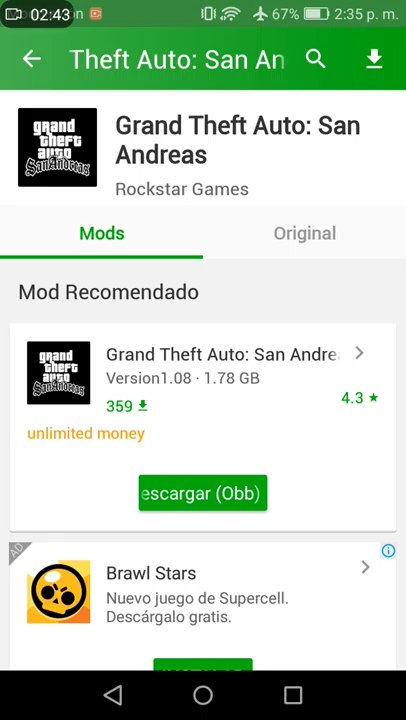 02:43
67%
2:35 p. m.
Theft Auto: San An
grand
theft
auto
San Andreas
Grand Theft Auto: San
Andreas
Rockstar Games
Mods
Original
Mod Recomendado
grand
theft
auto
San Andreas
Grand Theft Auto: San Andre
Version1.08 · 1.78 GB
359
4.3 ★
unlimited money
escargar (Obb)
AD
Brawl Stars
Nuevo juego de Supercell.
Descárgalo gratis.